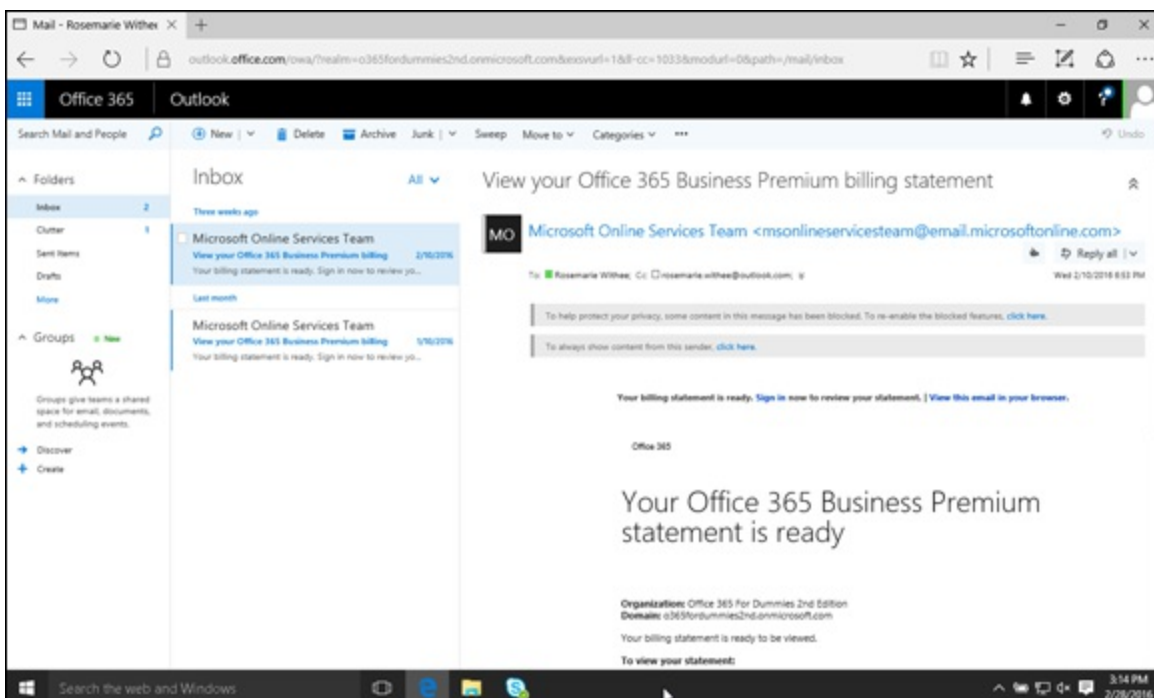 Mail - Rosemarie Withee
outlook.office.com/owa/?realm=o365fordummies2nd.onmicrosoft.com&exsvurl=1&ll-cc=1033&modurl=0&path=/mail/inbox
Office 365 Outlook
Search Mail and People New Delete Archive Junk Sweep Move to Categories Undo
Folders
Inbox 2
Clutter 1
Sent Items
Drafts
More
Groups New
Groups give teams a shared
space for email, documents,
and scheduling events.
Discover
Create
Inbox All
Three weeks ago
Microsoft Online Services Team
View your Office 365 Business Premium billing 2/10/2016
Your billing statement is ready. Sign in now to review yo...
Last month
Microsoft Online Services Team
View your Office 365 Business Premium billing 1/10/2016
Your billing statement is ready. Sign in now to review yo...
View your Office 365 Business Premium billing statement
MO
Microsoft Online Services Team <msonlineservicesteam@email.microsoftonline.com>
Reply all
To: Rosemarie Withee; Cc: rosemarie.withee@outlook.com;
Wed 2/10/2016 8:53 PM
To help protect your privacy, some content in this message has been blocked. To re-enable the blocked features, click here.
To always show content from this sender, click here.
Your billing statement is ready. Sign in now to review your statement. | View this email in your browser.
Office 365
Your Office 365 Business Premium
statement is ready
Organization: Office 365 For Dummies 2nd Edition
Domain: o365fordummies2nd.onmicrosoft.com
Your billing statement is ready to be viewed.
To view your statement:
Search the web and Windows
3:14 PM
2/28/2016